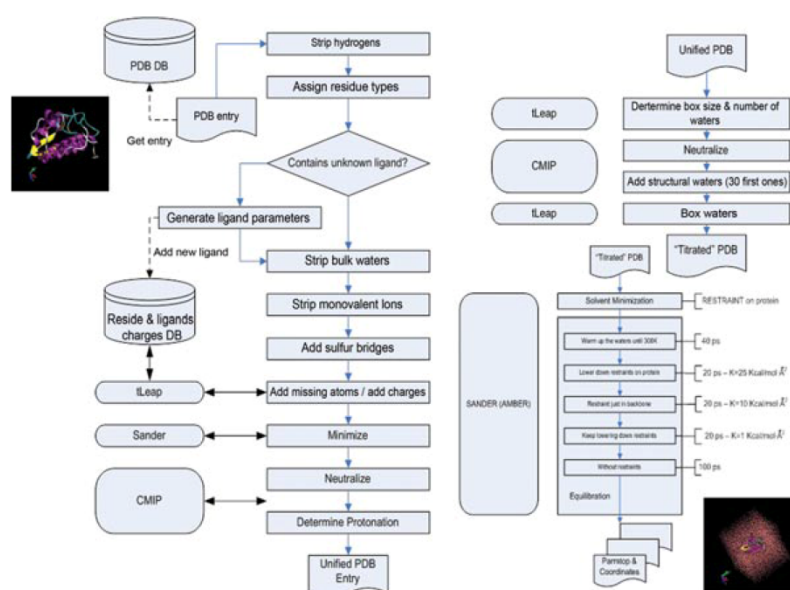 PDB DB
Get entry
PDB entry
Strip hydrogens
Assign residue types
Contains unknown ligand?
Generate ligand parameters
Add new ligand
Strip bulk waters
Strip monovalent Ions
Reside & ligands
charges DB
Add sulfur bridges
tLeap
Add missing atoms / add charges
Sander
Minimize
Neutralize
CMIP
Determine Protonation
Unified PDB
Entry
Unified PDB
tLeap
Dertermine box size & number of
waters
CMIP
Neutralize
Add structural waters (30 first ones)
tLeap
Box waters
"Titrated" PDB
"Titrated" PDB
SANDER (AMBER)
Solvent Minimization
RESTRAINT on protein
Warm up the waters until 300K
40 ps
Lower down restraints on protein
20 ps – K=25 Kcal/mol Å²
Restraint just in backbone
20 ps – K=10 Kcal/mol Å²
Keep lowering down restraints
20 ps – K=1 Kcal/mol Å²
Without restraints
100 ps
Equilibration
Parmtop &
Coordinates